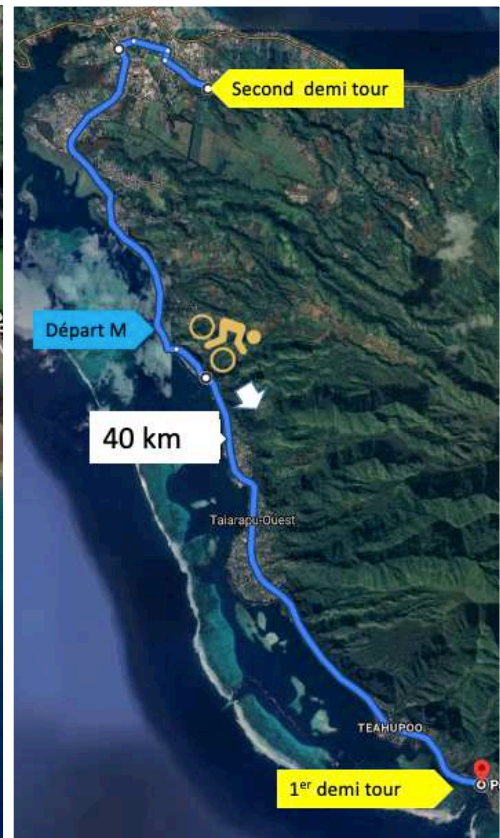 Second demi tour
Départ M
40 km
Taiarapu-Ouest
TEAHUPOO
1er demi tour